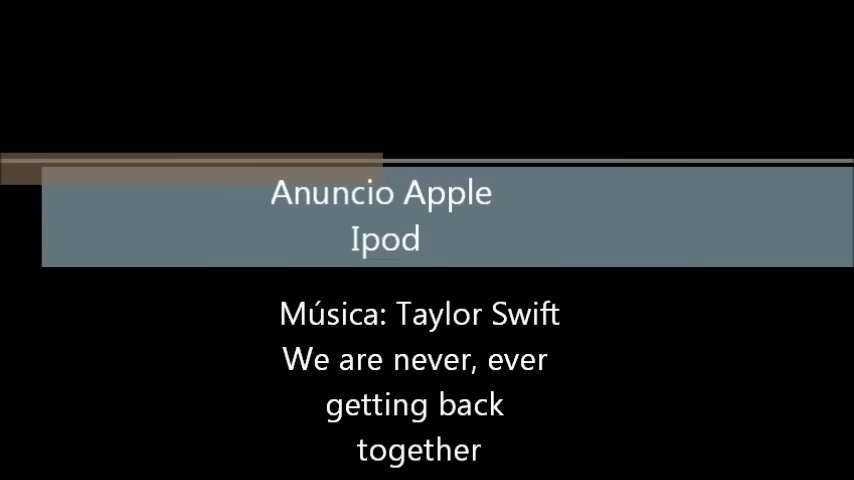 Anuncio Apple
Ipod
Música: Taylor Swift
We are never, ever
getting back
together